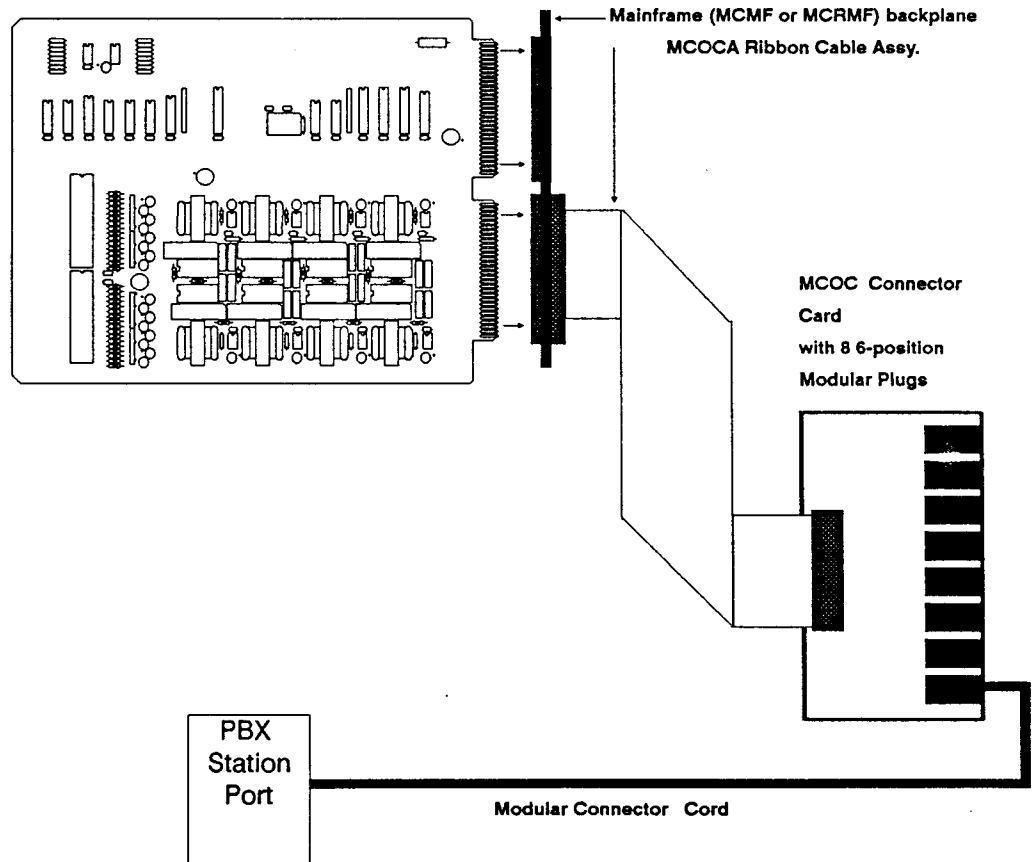 Mainframe (MCMF or MCRMF) backplane
MCOCA Ribbon Cable Assy.
MCOC Connector
Card
with 8 6-position
Modular Plugs
PBX
Station
Port
Modular Connector Cord